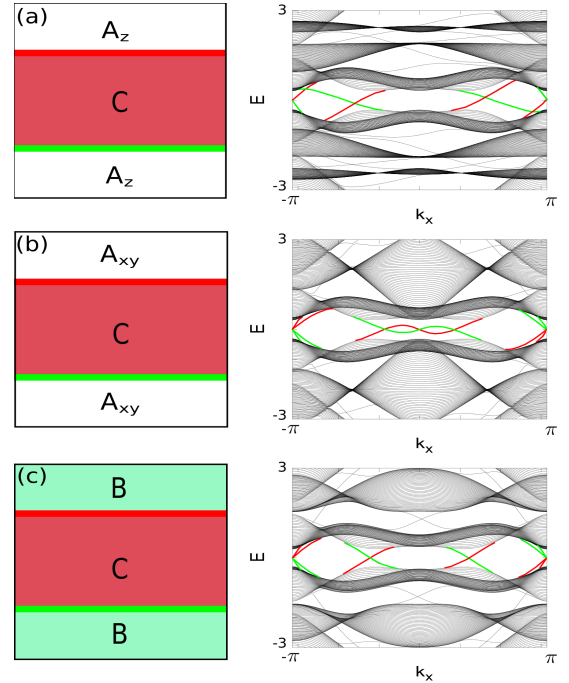 (a)
A_z
C
A_z
3
E
-3
-π
k_x
π
(b)
A_xy
C
A_xy
3
E
-3
-π
k_x
π
(c)
B
C
B
3
E
-3
-π
k_x
π